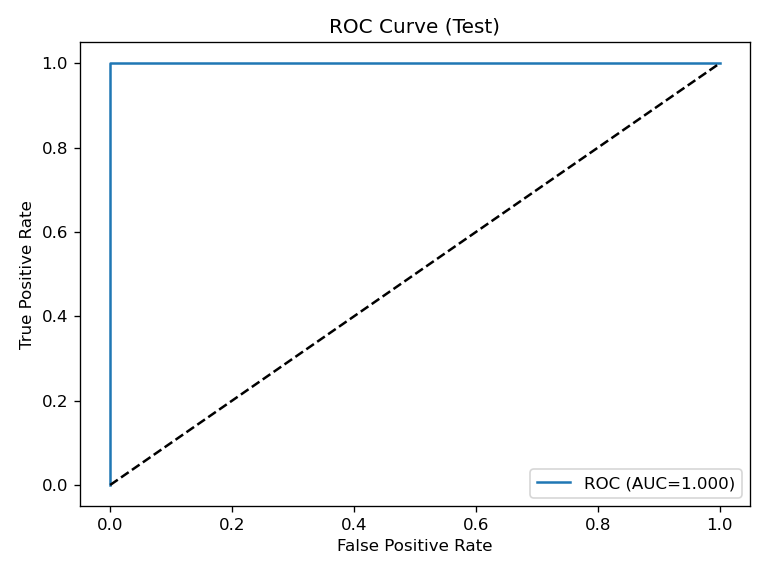 ROC Curve (Test)
True Positive Rate
1.0
0.8
0.6
0.4
0.2
0.0
ROC (AUC=1.000)
0.0 0.2 0.4 0.6 0.8 1.0
False Positive Rate